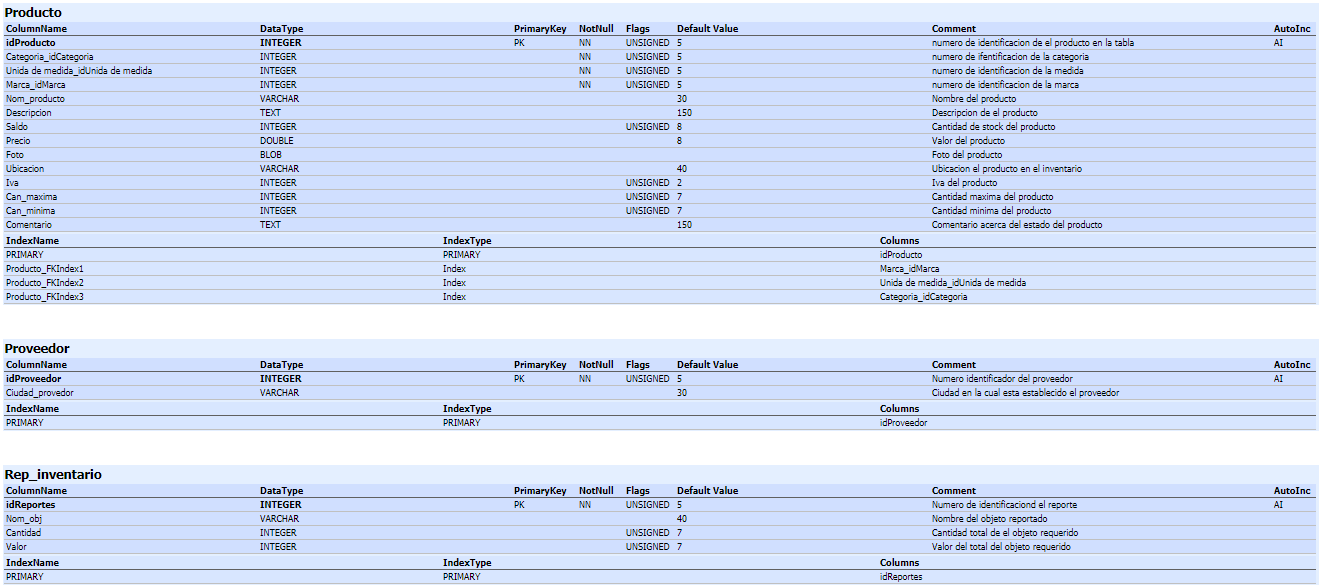 Producto
ColumnName DataType PrimaryKey NotNull Flags Default Value Comment AutoInc
idProducto INTEGER PK NN UNSIGNED 5 numero de identificacion de el producto en la tabla AI
Categoria_idCategoria INTEGER NN UNSIGNED 5 numero de ifentificacion de la categoria
Unida de medida_idUnida de medida INTEGER NN UNSIGNED 5 numero de identificacion de la medida
Marca_idMarca INTEGER NN UNSIGNED 5 numero de identificacion de la marca
Nom_producto VARCHAR 30 Nombre del producto
Descripcion TEXT 150 Descripcion de el producto
Saldo INTEGER UNSIGNED 8 Cantidad de stock del producto
Precio DOUBLE 8 Valor del producto
Foto BLOB Foto del producto
Ubicacion VARCHAR 40 Ubicacion el producto en el inventario
Iva INTEGER UNSIGNED 2 Iva del producto
Can_maxima INTEGER UNSIGNED 7 Cantidad maxima del producto
Can_minima INTEGER UNSIGNED 7 Cantidad minima del producto
Comentario TEXT 150 Comentario acerca del estado del producto
IndexName IndexType Columns
PRIMARY PRIMARY idProducto
Producto_FKIndex1 Index Marca_idMarca
Producto_FKIndex2 Index Unida de medida_idUnida de medida
Producto_FKIndex3 Index Categoria_idCategoria
Proveedor
ColumnName DataType PrimaryKey NotNull Flags Default Value Comment AutoInc
idProveedor INTEGER PK NN UNSIGNED 5 Numero identificador del proveedor AI
Ciudad_provedor VARCHAR 30 Ciudad en la cual esta establecido el proveedor
IndexName IndexType Columns
PRIMARY PRIMARY idProveedor
Rep_inventario
ColumnName DataType PrimaryKey NotNull Flags Default Value Comment AutoInc
idReportes INTEGER PK NN UNSIGNED 5 Numero de identificaciond el reporte AI
Nom_obj VARCHAR 40 Nombre del objeto reportado
Cantidad INTEGER UNSIGNED 7 Cantidad total de el objeto requerido
Valor INTEGER UNSIGNED 7 Valor del total del objeto requerido
IndexName IndexType Columns
PRIMARY PRIMARY idReportes